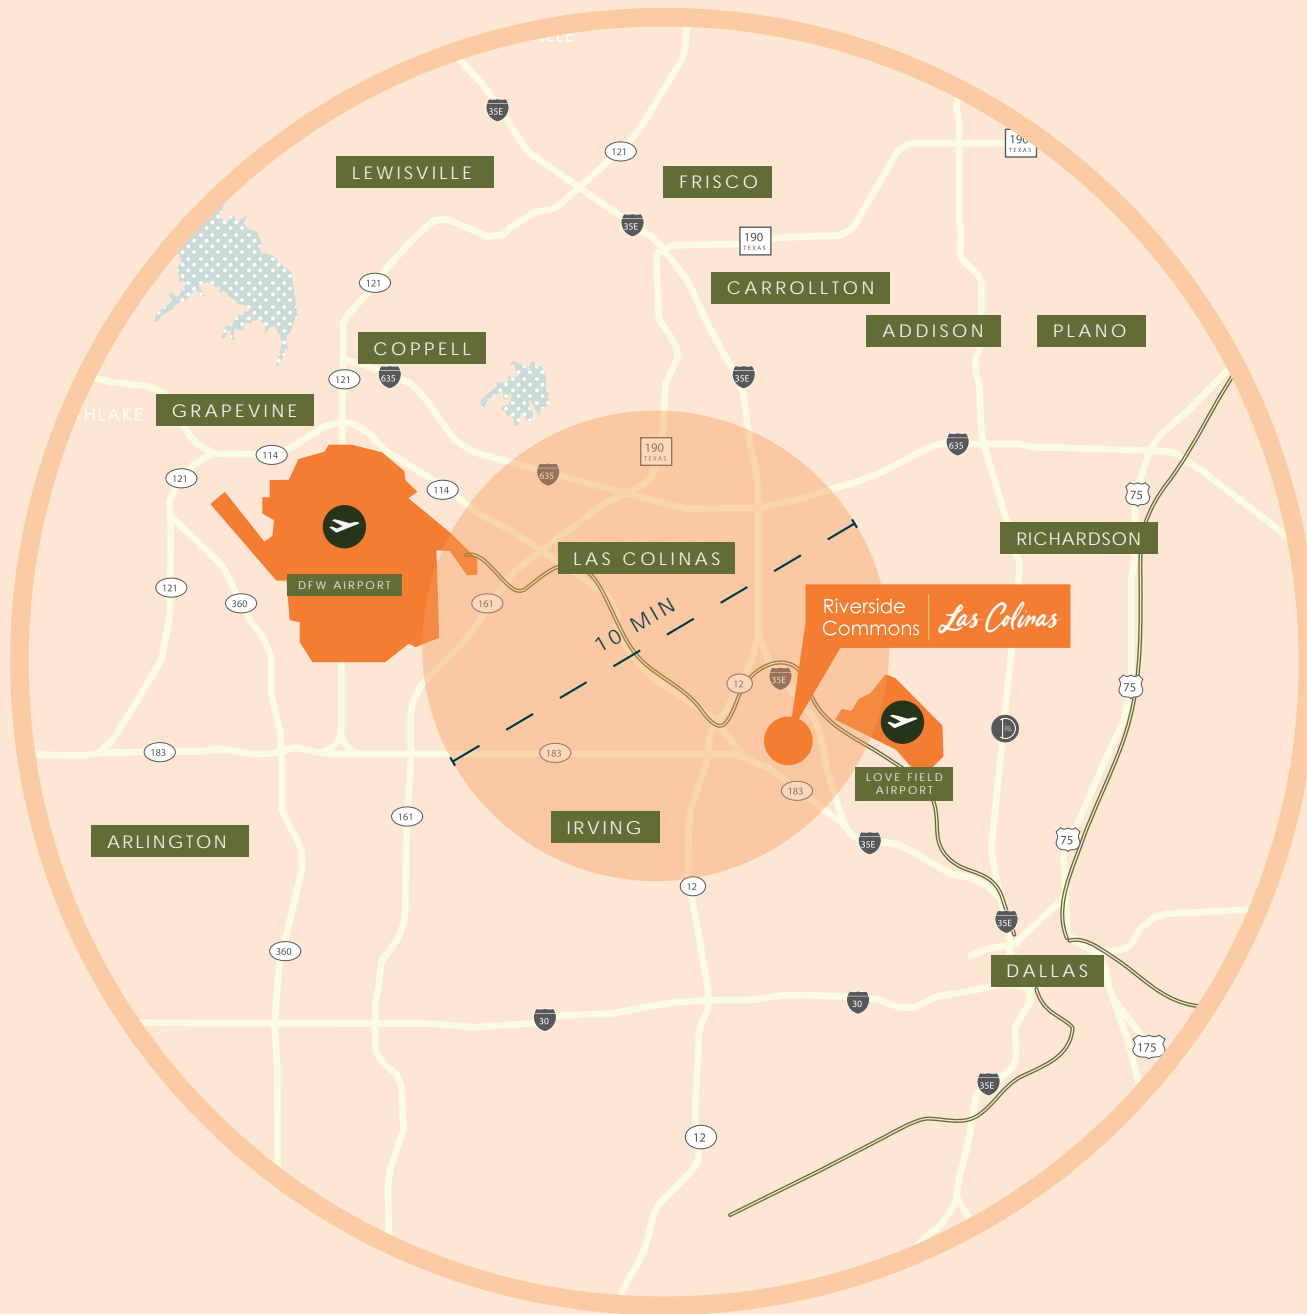 35E
121
190
TEXAS
LEWISVILLE
FRISCO
35E
190
TEXAS
121
CARROLLTON
ADDISON
PLANO
COPPELL
121
635
35E
THLAKE
GRAPEVINE
114
190
TEXAS
635
121
114
635
75
DFW AIRPORT
LAS COLINAS
RICHARDSON
121
360
161
10 MIN
Riverside
Commons
Las Colinas
12
35E
75
183
183
183
LOVE FIELD
AIRPORT
161
IRVING
ARLINGTON
35E
75
12
35E
360
DALLAS
30
30
175
35E
12